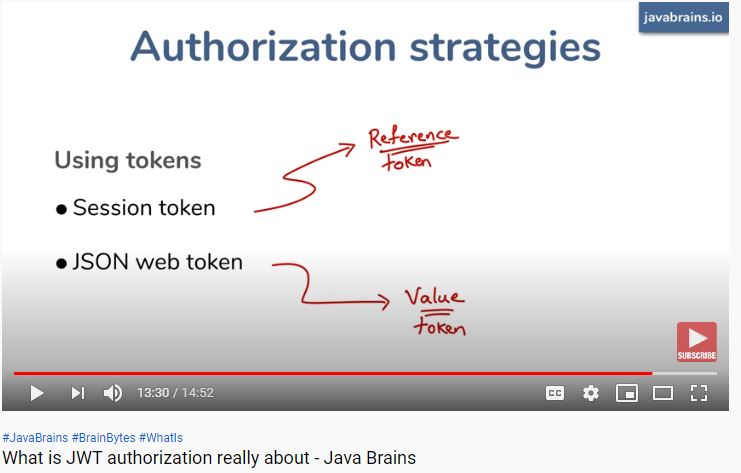 javabrains.io
Authorization strategies
Using tokens
• Session token
Reference
token
• JSON web token
Value
token
SUBSCRIBE
13:30 / 14:52
CC
#JavaBrains #BrainBytes #WhatIs
What is JWT authorization really about - Java Brains